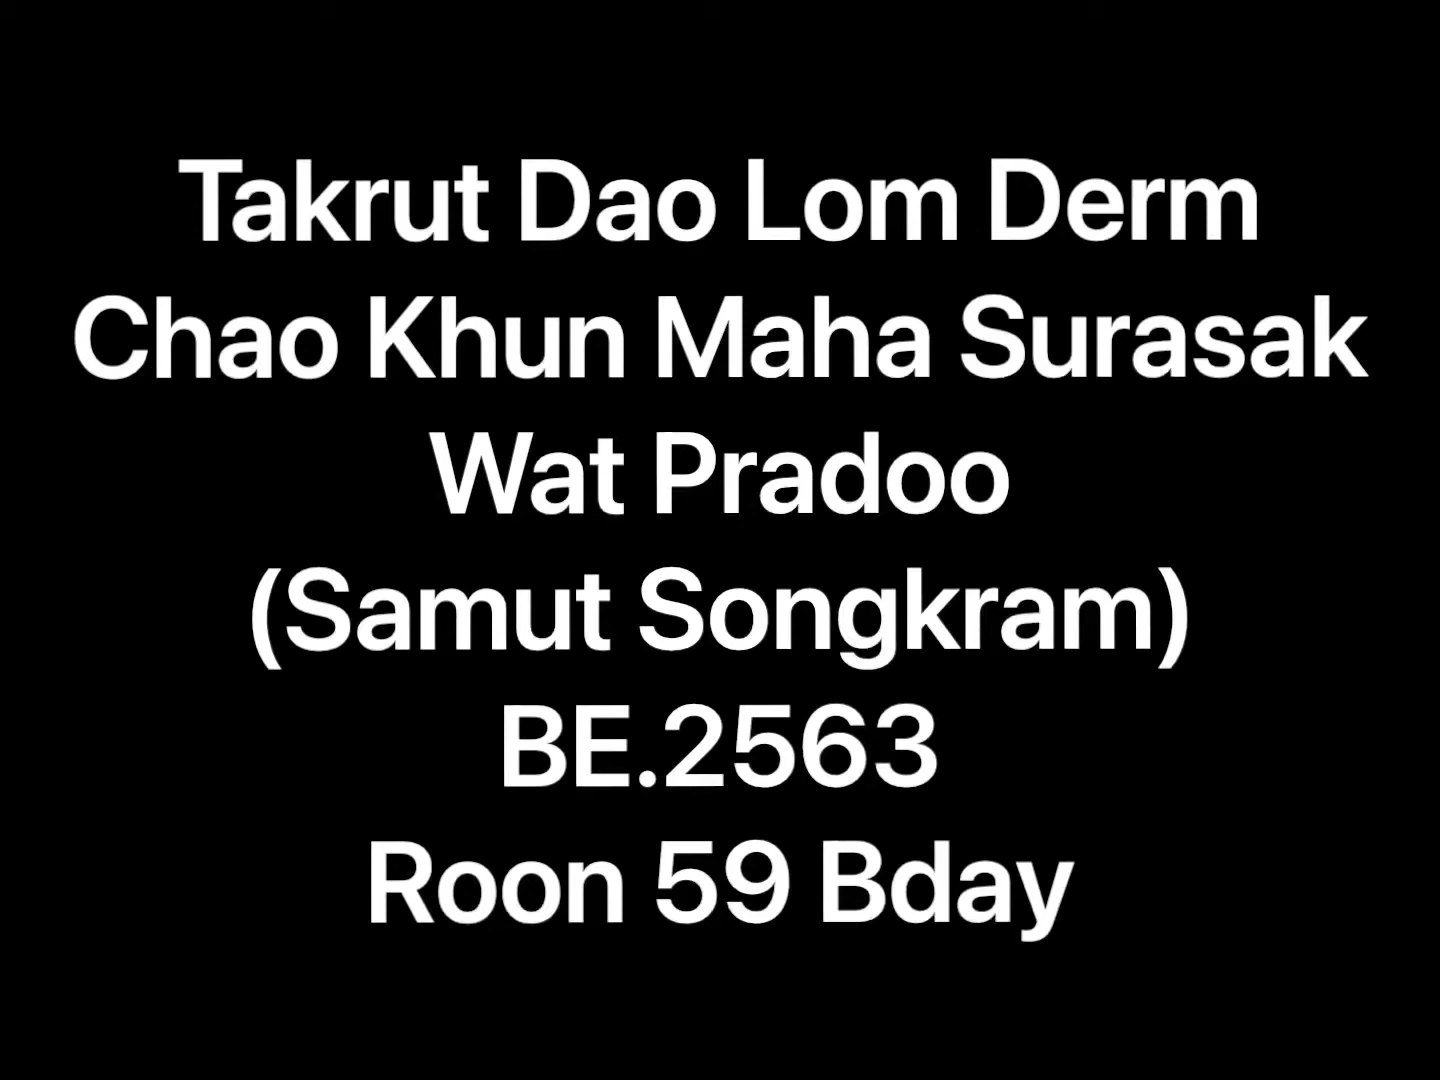 Takrut Dao Lom Derm
Chao Khun Maha Surasak
Wat Pradoo
(Samut Songkram)
BE.2563
Roon 59 Bday